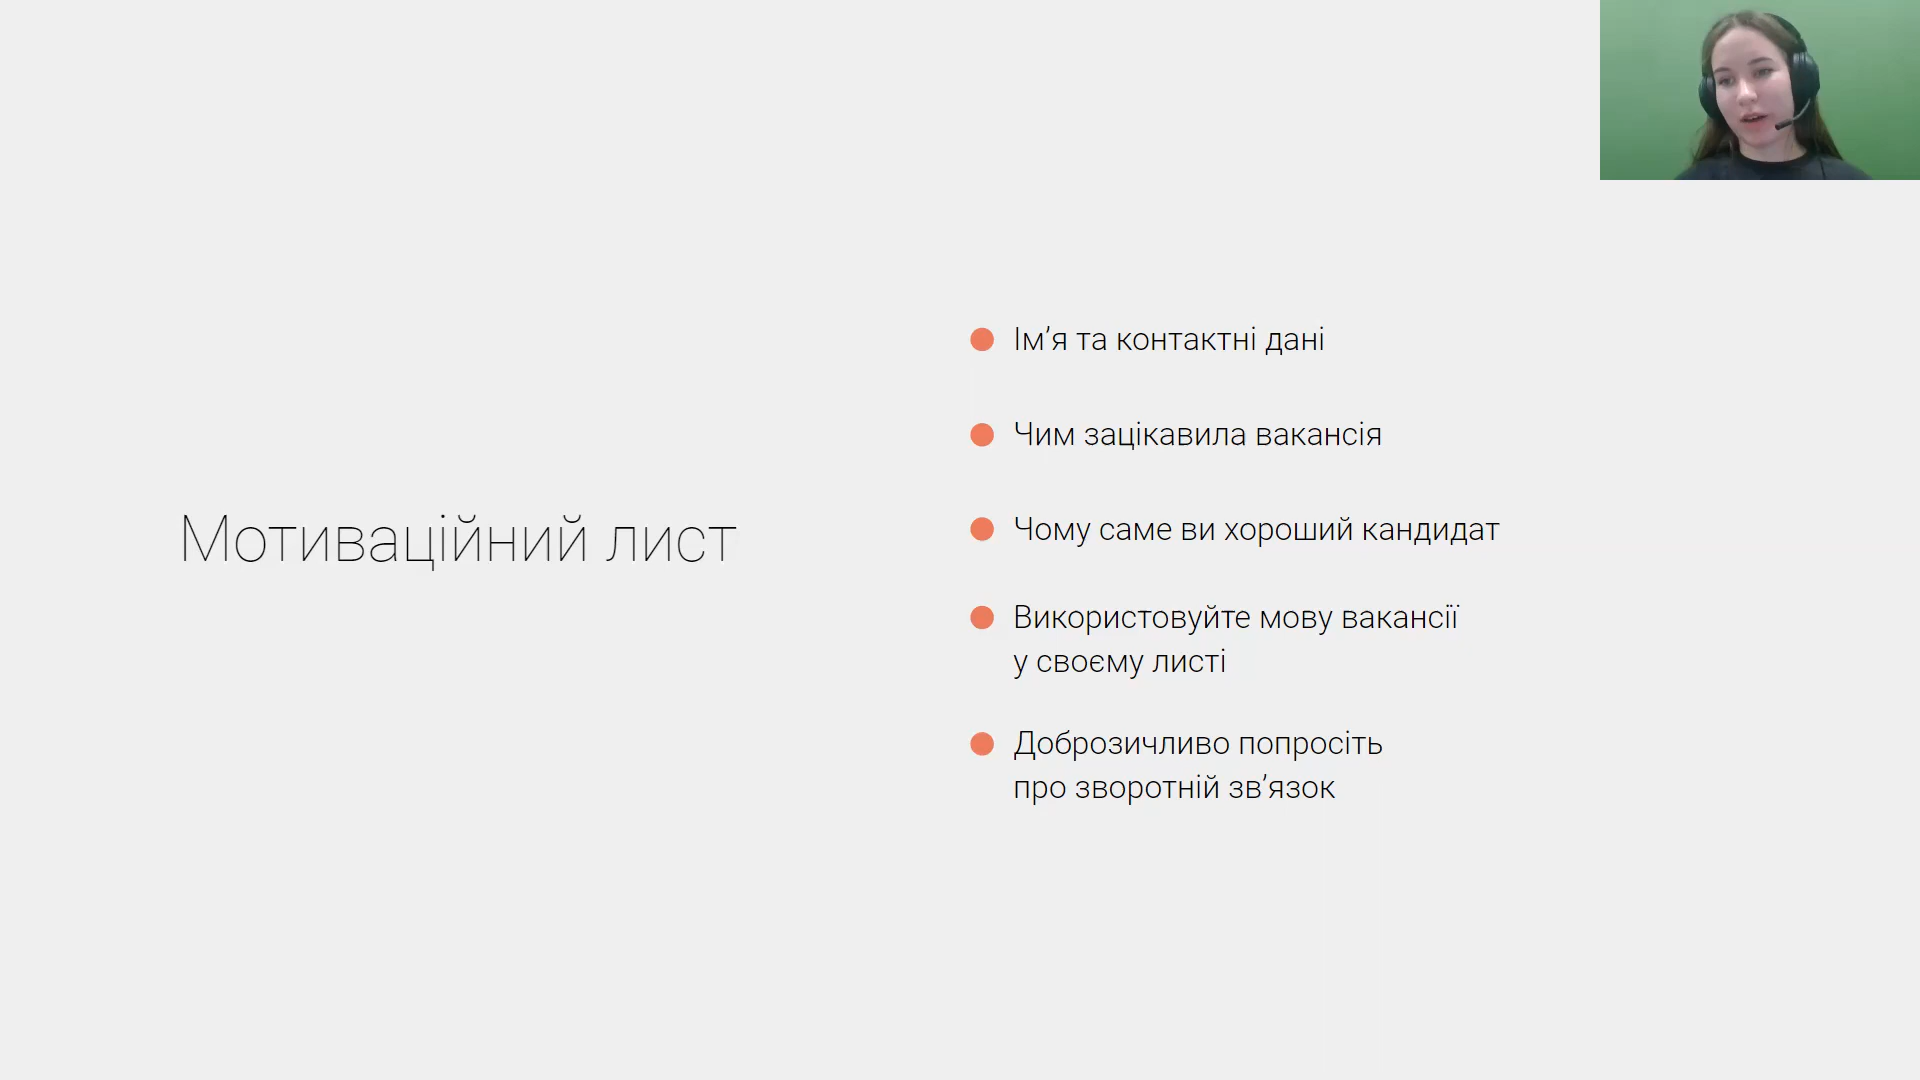 Мотиваційний лист
Ім’я та контактні дані
Чим зацікавила вакансія
Чому саме ви хороший кандидат
Використовуйте мову вакансії
у своєму листі
Доброзичливо попросіть
про зворотній зв’язок